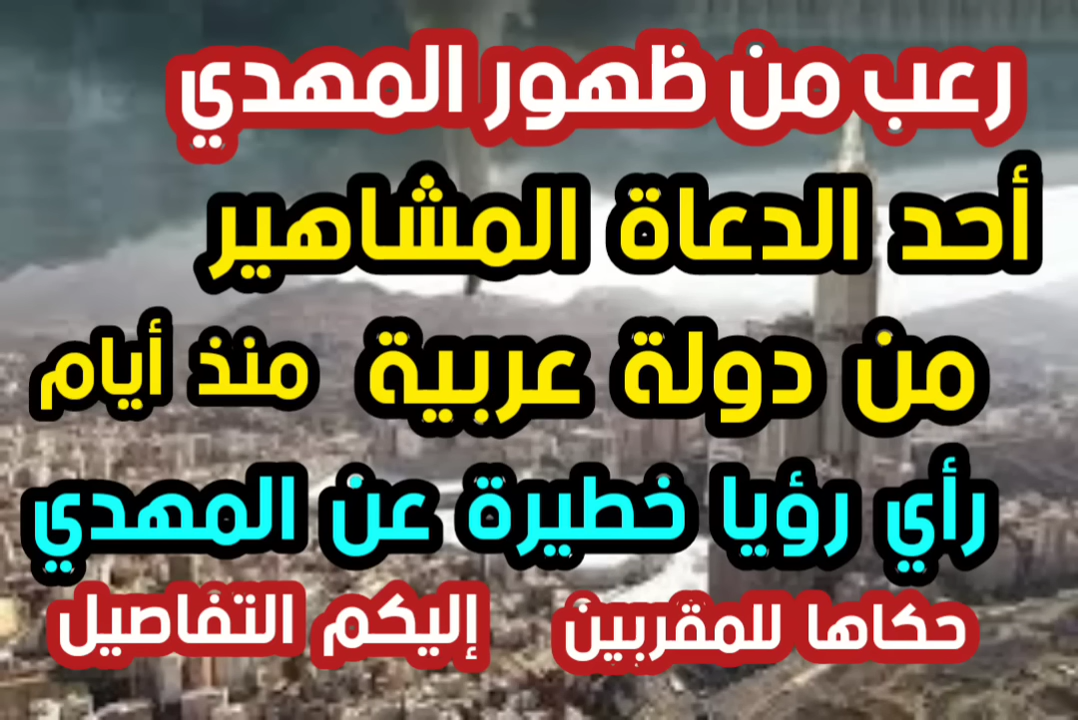 رعب من ظهور المهدي
أحد الدعاة المشاهير
من دولة عربية منذ أيام
رأي رؤيا خطيرة عن المهدي
حكاها للمقربين إليكم التفاصيل